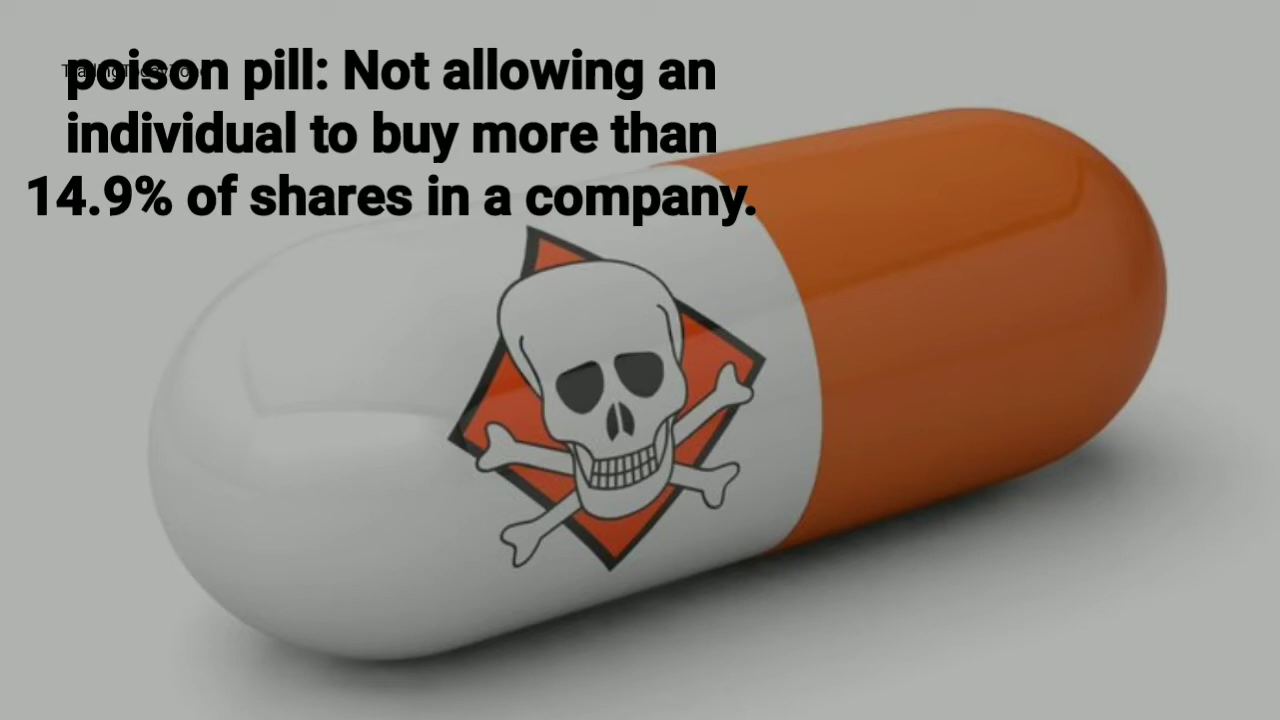 poison pill: Not allowing an
individual to buy more than
14.9% of shares in a company.